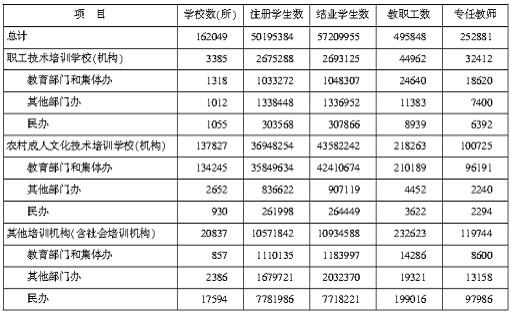 项 目 学校数(所) 注册学生数 结业学生数 教职工数 专任教师
总计 162049 50195384 57209955 495848 252881
职工技术培训学校(机构) 3385 2675288 2693125 44962 32412
教育部门和集体办 1318 1033272 1048307 24640 18620
其他部门办 1012 1338448 1336952 11383 7400
民办 1055 303568 307866 8939 6392
农村成人文化技术培训学校(机构) 137827 36948254 43582242 218263 100725
教育部门和集体办 134245 35849634 42410674 210189 96191
其他部门办 2652 836622 907119 4452 2240
民办 930 261998 264449 3622 2294
其他培训机构(含社会培训机构) 20837 10571842 10934588 232623 119744
教育部门和集体办 857 1110135 1183997 14286 8600
其他部门办 2386 1679721 2032370 19321 13158
民办 17594 7781986 7718221 199016 97986